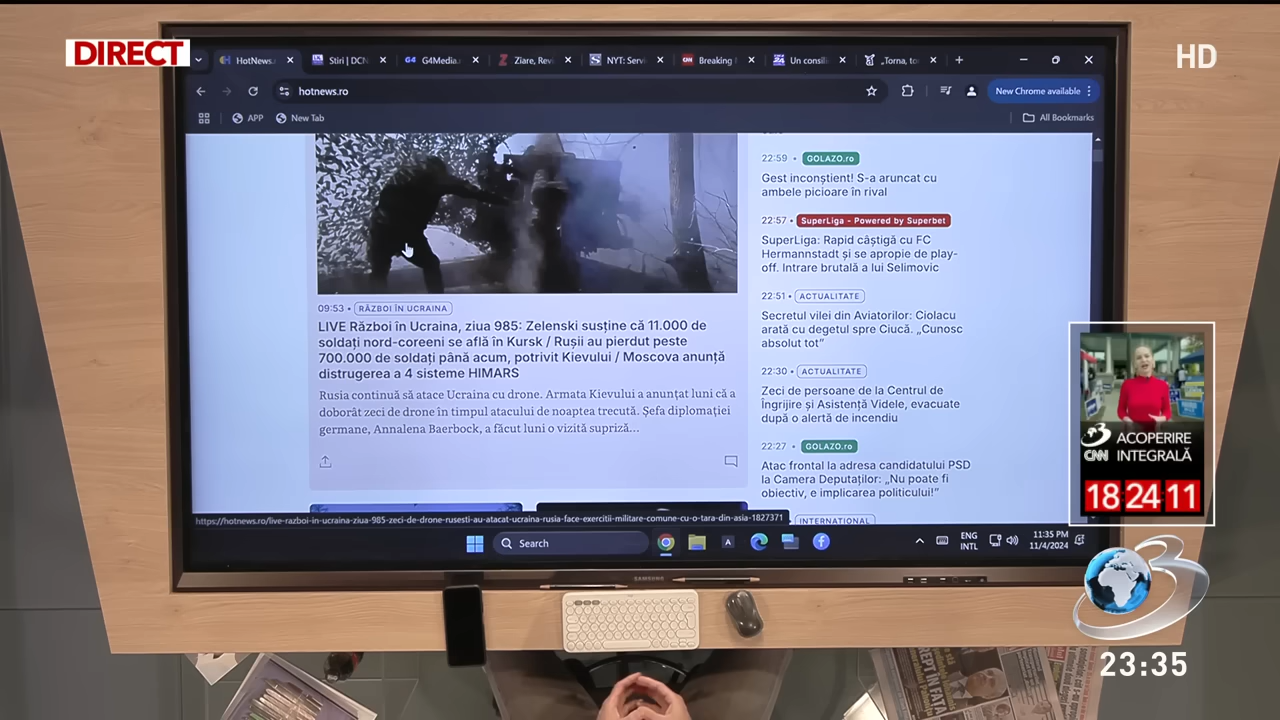 DIRECT
HD
HotNews.
Stiri | DCN
G4
G4Media.
Ziare, Rev
NYT: Serv
CNN
Breaking
Un consili
„Torna, to
hotnews.ro
New Chrome available
APP
New Tab
All Bookmarks
09:53 • RĂZBOI ÎN UCRAINA
LIVE Război în Ucraina, ziua 985: Zelenski susține că 11.000 de
soldați nord-coreeni se află în Kursk / Rușii au pierdut peste
700.000 de soldați până acum, potrivit Kievului / Moscova anunță
distrugerea a 4 sisteme HIMARS
Rusia continuă să atace Ucraina cu drone. Armata Kievului a anunțat luni că a
doborât zeci de drone în timpul atacului de noaptea trecută. Șefa diplomației
germane, Annalena Baerbock, a făcut luni o vizită supriză...
22:59 • GOLAZO.ro
Gest inconștient! S-a aruncat cu
ambele picioare în rival
22:57 • SuperLiga - Powered by Superbet
SuperLiga: Rapid câștigă cu FC
Hermannstadt și se apropie de play-
off. Intrare brutală a lui Selimovic
22:51 • ACTUALITATE
Secretul vilei din Aviatorilor: Ciolacu
arată cu degetul spre Ciucă. „Cunosc
absolut tot”
22:30 • ACTUALITATE
Zeci de persoane de la Centrul de
Îngrijire și Asistență Videle, evacuate
după o alertă de incendiu
22:27 • GOLAZO.ro
Atac frontal la adresa candidatului PSD
la Camera Deputaților: „Nu poate fi
obiectiv, e implicarea politicului!”
INTERNATIONAL
https://hotnews.ro/live-razboi-in-ucraina-ziua-985-zeci-de-drone-rusesti-au-atacat-ucraina-rusia-face-exercitii-militare-comune-cu-o-tara-din-asia-1827371
Search
ENG
INTL
11:35 PM
11/4/2024
SAMSUNG
3
CNN
ACOPERIRE
INTEGRALĂ
18 24 11
3
23:35